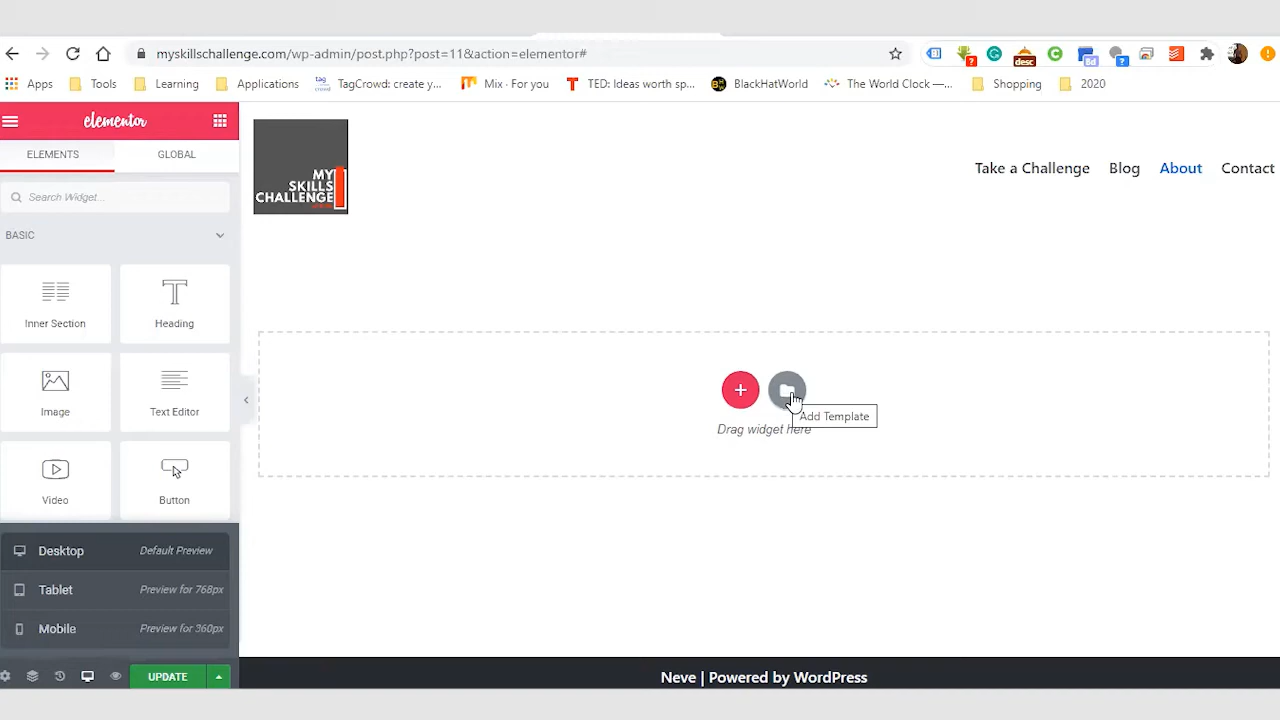 myskillschallenge.com/wp-admin/post.php?post=11&action=elementor#
desc
?
8d
?
Apps
Tools
Learning
Applications
tag
TagCrowd: create y...
Mix · For you
TED: Ideas worth sp...
BlackHatWorld
The World Clock —...
Shopping
2020
elementor
ELEMENTS
GLOBAL
Search Widget...
BASIC
Inner Section
Heading
Image
Text Editor
Video
Button
Desktop
Default Preview
Tablet
Preview for 768px
Mobile
Preview for 360px
UPDATE
MY
SKILLS
CHALLENGE
Take a Challenge
Blog
About
Contact
Add Template
Drag widget here
Neve | Powered by WordPress